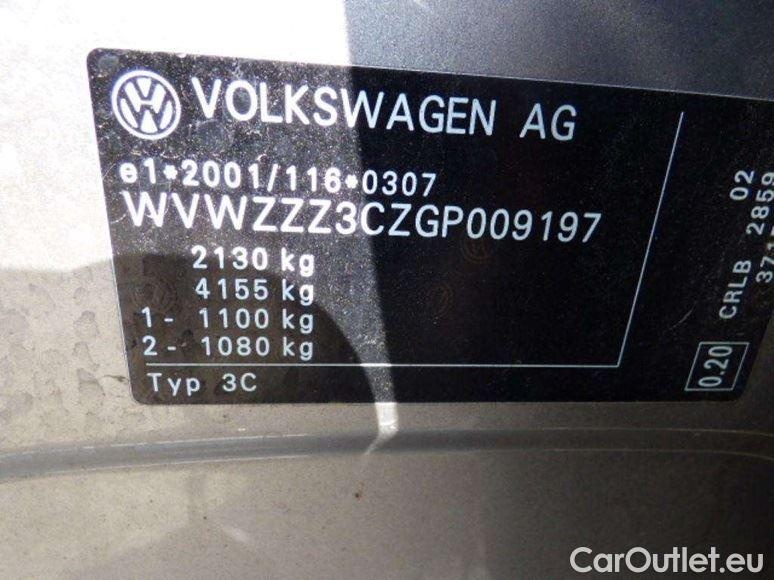 VOLKSWAGEN AG
e1*2001/116*0307
WVWZZZ3CZGP009197
2130 kg
4155 kg
1- 1100 kg
2- 1080 kg
Typ 3C
02
CRLB 2859
0.20
CarOutlet.eu